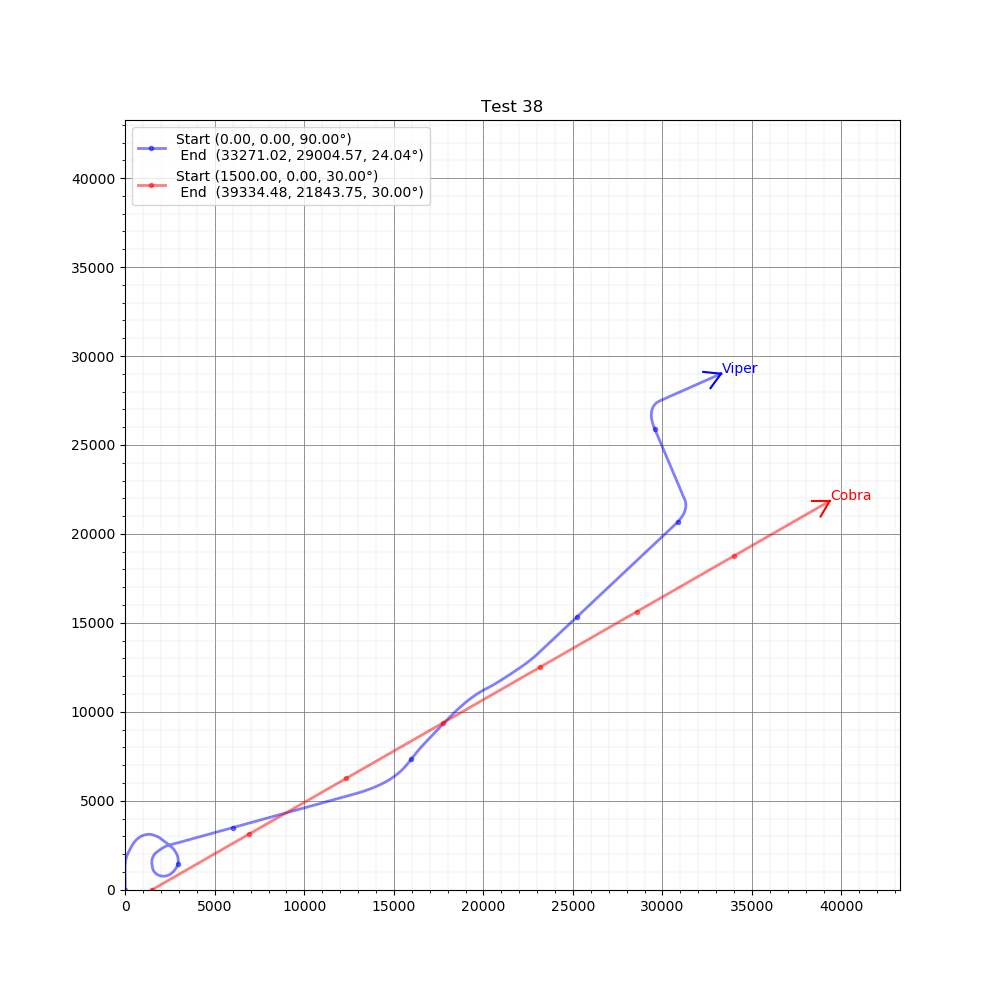 Test 38
Start (0.00, 0.00, 90.00°)
End (33271.02, 29004.57, 24.04°)
Start (1500.00, 0.00, 30.00°)
End (39334.48, 21843.75, 30.00°)
40000
35000
30000
25000
20000
15000
10000
5000
0
Viper
Cobra
0 5000 10000 15000 20000 25000 30000 35000 40000